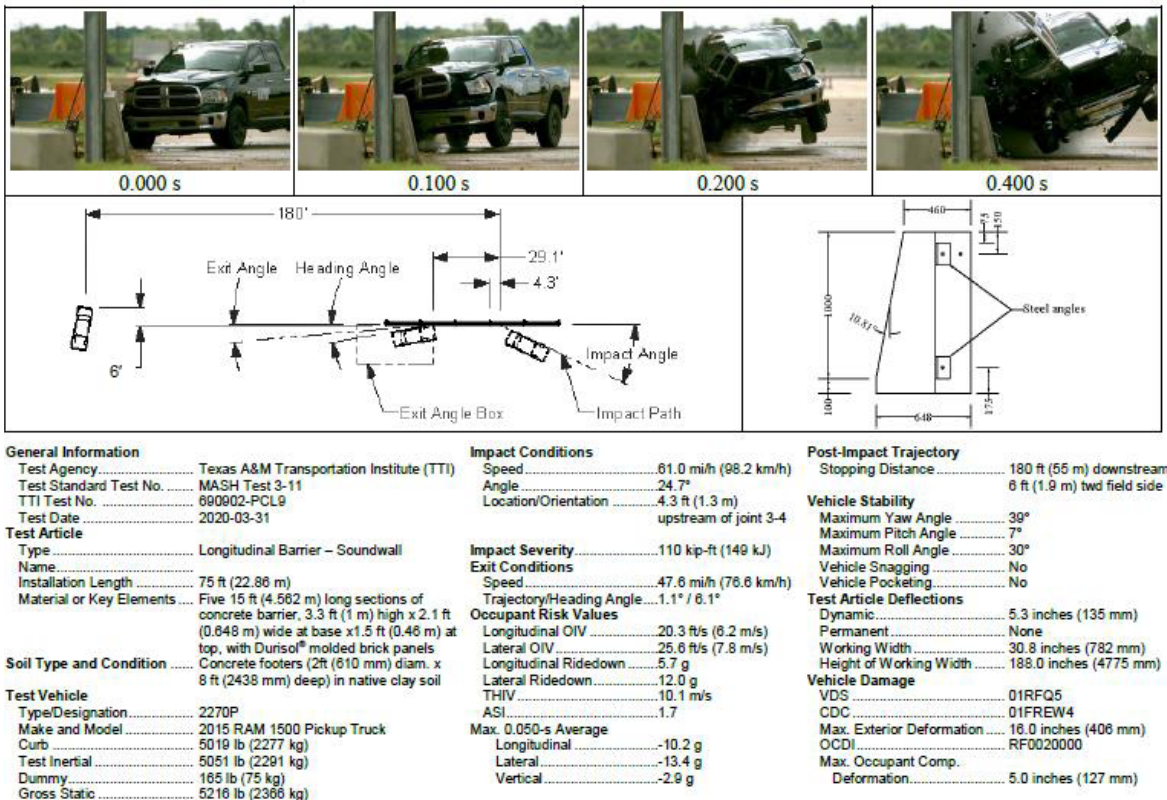 0.000 s
0.100 s
0.200 s
0.400 s
180'
29.1'
4.3'
Exit Angle
Heading Angle
Impact Angle
6'
Exit Angle Box
Impact Path
460
75
150
1000
10.81°
Steel angles
100
648
175
General Information
Test Agency.................... Texas A&M Transportation Institute (TTI)
Test Standard Test No. ....... MASH Test 3-11
TTI Test No. .................... 690902-PCL9
Test Date ....................... 2020-03-31
Test Article
Type .............................. Longitudinal Barrier – Soundwall
Name..............................
Installation Length ............ 75 ft (22.86 m)
Material or Key Elements .... Five 15 ft (4.562 m) long sections of
concrete barrier, 3.3 ft (1 m) high x 2.1 ft
(0.648 m) wide at base x1.5 ft (0.46 m) at
top, with Durisol® molded brick panels
Soil Type and Condition ...... Concrete footers (2ft (610 mm) diam. x
8 ft (2438 mm) deep) in native clay soil
Test Vehicle
Type/Designation.............. 2270P
Make and Model ............... 2015 RAM 1500 Pickup Truck
Curb .............................. 5019 lb (2277 kg)
Test Inertial ..................... 5051 lb (2291 kg)
Dummy........................... 165 lb (75 kg)
Gross Static .................... 5216 lb (2366 kg)
Impact Conditions
Speed ............................61.0 mi/h (98.2 km/h)
Angle .............................24.7°
Location/Orientation .........4.3 ft (1.3 m)
upstream of joint 3-4
Impact Severity................110 kip-ft (149 kJ)
Exit Conditions
Speed ............................47.6 mi/h (76.6 km/h)
Trajectory/Heading Angle....1.1° / 6.1°
Occupant Risk Values
Longitudinal OIV ..............20.3 ft/s (6.2 m/s)
Lateral OIV......................25.6 ft/s (7.8 m/s)
Longitudinal Ridedown ......5.7 g
Lateral Ridedown..............12.0 g
THIV ..............................10.1 m/s
ASI ................................1.7
Max. 0.050-s Average
Longitudinal ..................-10.2 g
Lateral..........................-13.4 g
Vertical.........................-2.9 g
Post-Impact Trajectory
Stopping Distance............. 180 ft (55 m) downstream
6 ft (1.9 m) twd field side
Vehicle Stability
Maximum Yaw Angle ......... 39°
Maximum Pitch Angle ........ 7°
Maximum Roll Angle .......... 30°
Vehicle Snagging .............. No
Vehicle Pocketing.............. No
Test Article Deflections
Dynamic.......................... 5.3 inches (135 mm)
Permanent....................... None
Working Width.................. 30.8 inches (782 mm)
Height of Working Width ..... 188.0 inches (4775 mm)
Vehicle Damage
VDS ............................... 01RFQ5
CDC ............................... 01FREW4
Max. Exterior Deformation ..... 16.0 inches (406 mm)
OCDI .............................. RF0020000
Max. Occupant Comp.
Deformation................... 5.0 inches (127 mm)